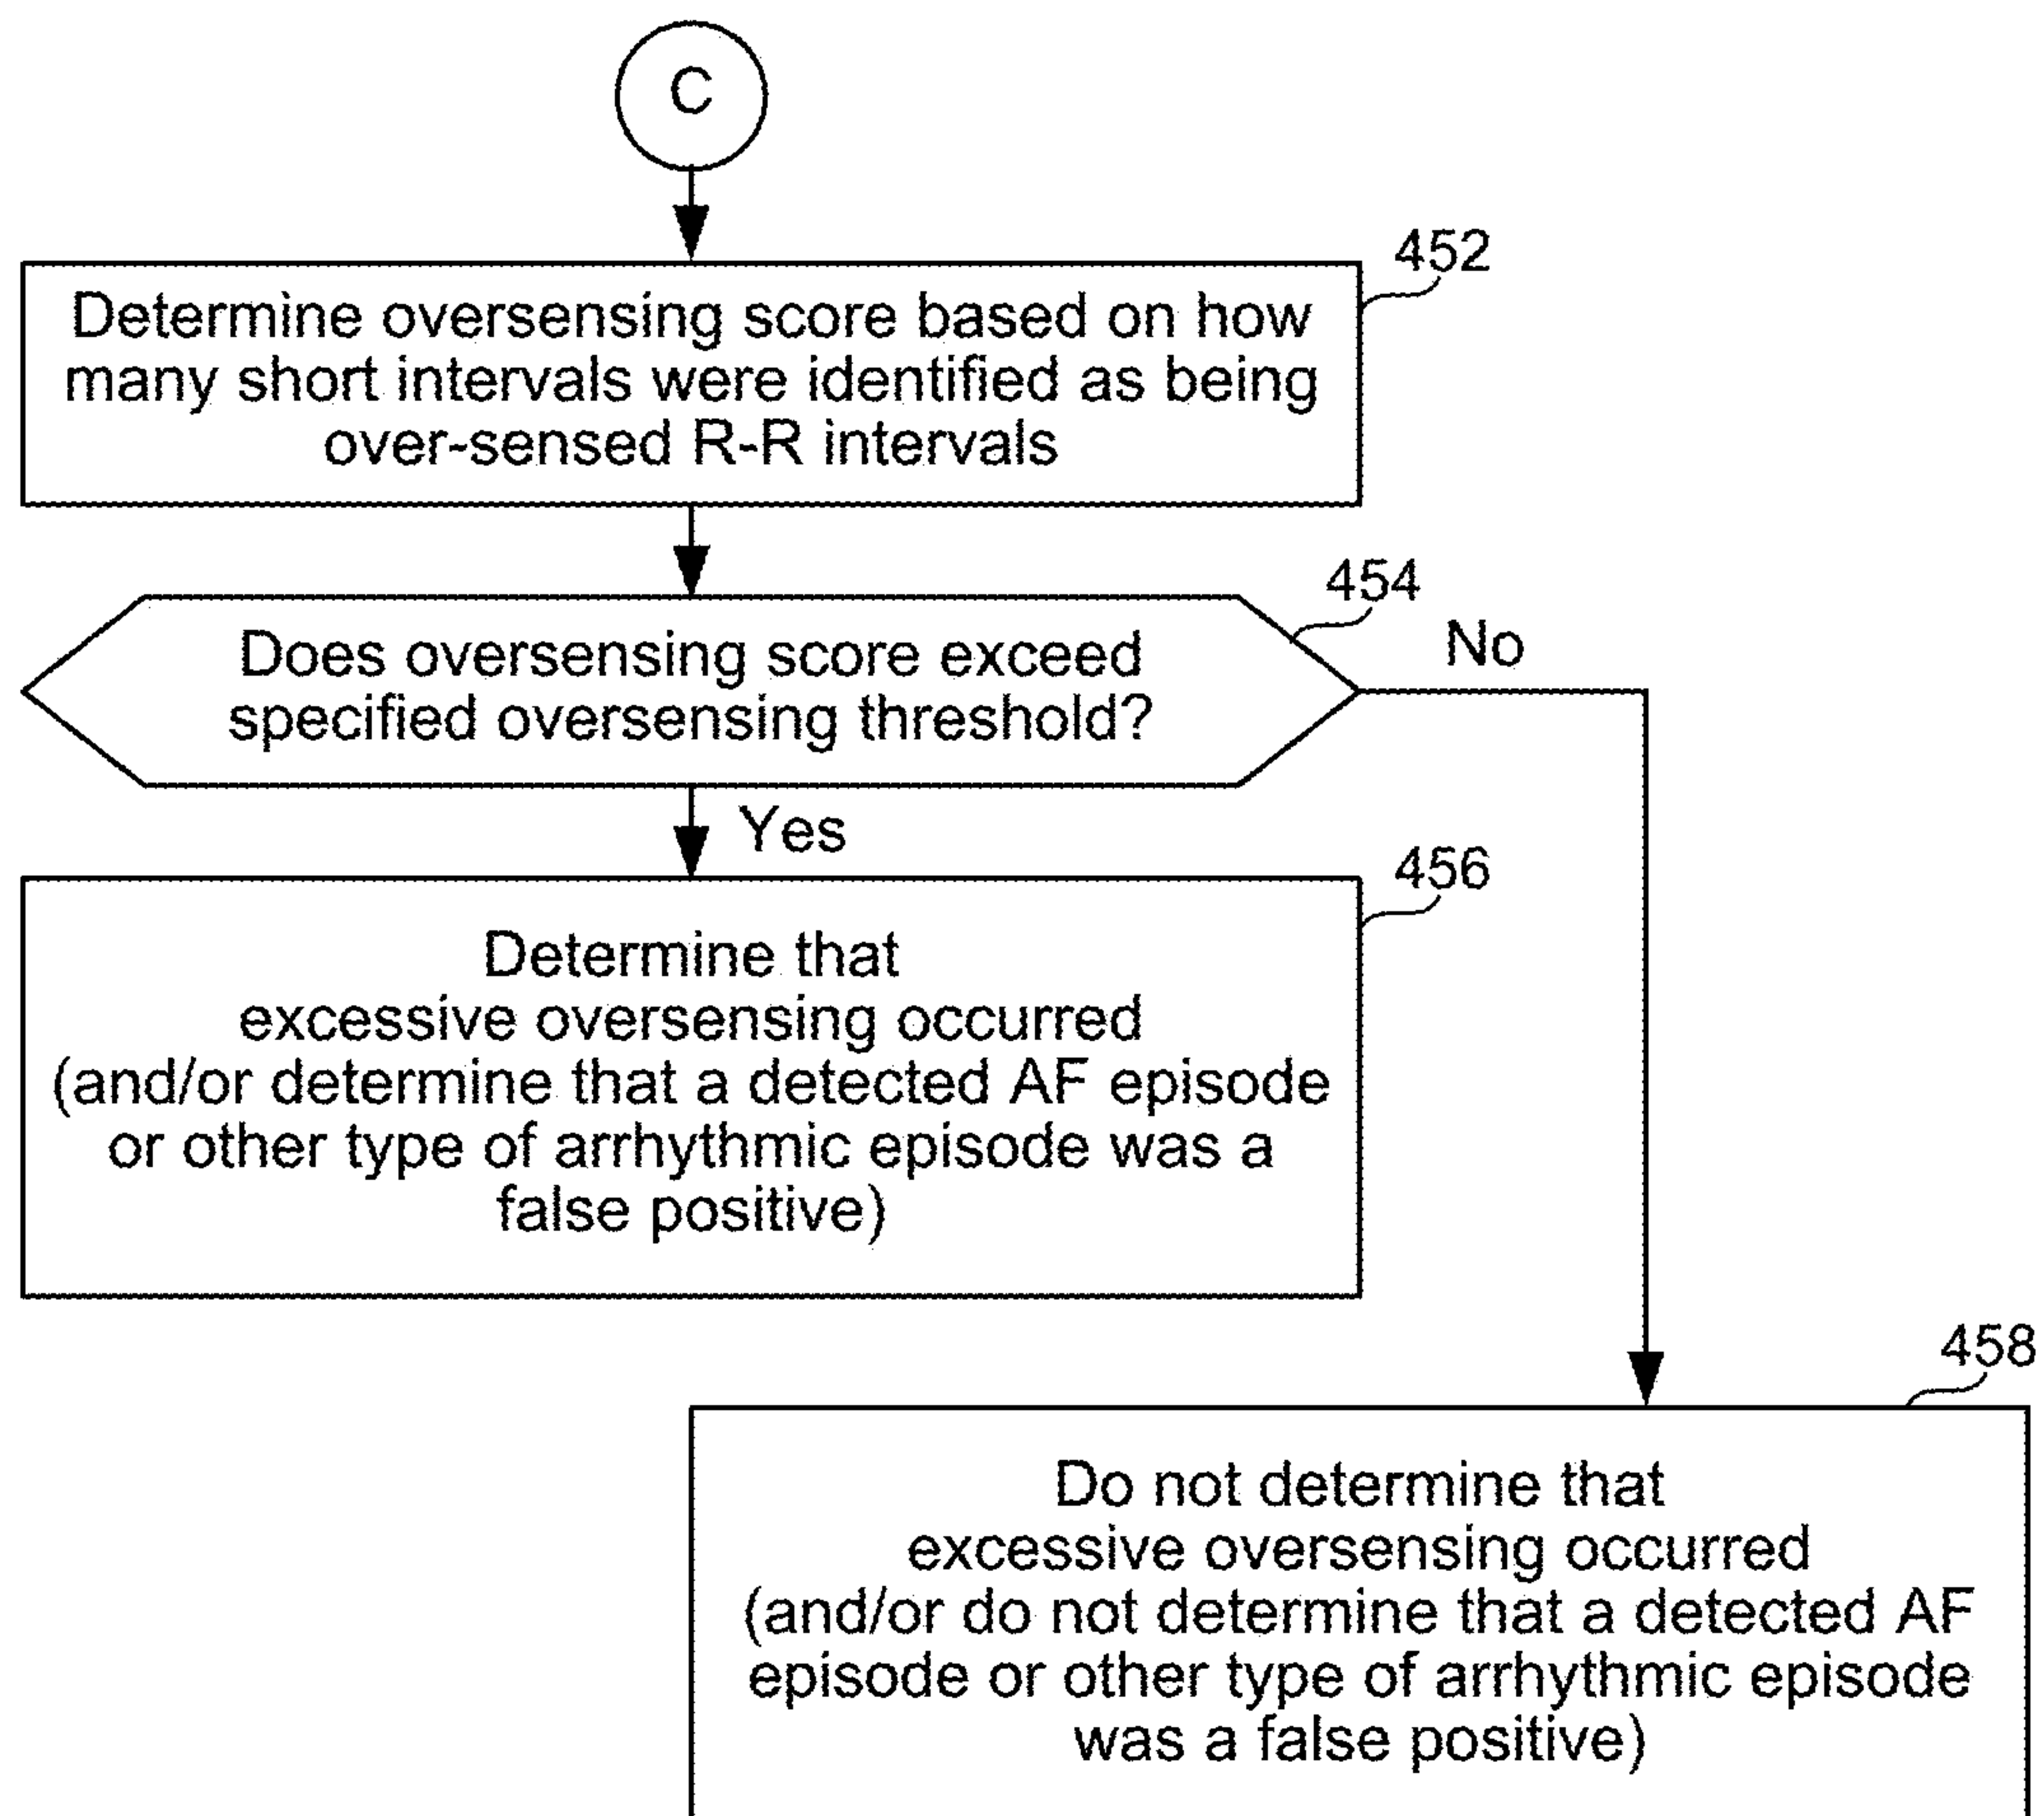 C
452
Determine oversensing score based on how
many short intervals were identified as being
over-sensed R-R intervals
454
No
Does oversensing score exceed
specified oversensing threshold?
Yes
456
Determine that
excessive oversensing occurred
(and/or determine that a detected AF episode
or other type of arrhythmic episode was a
false positive)
458
Do not determine that
excessive oversensing occurred
(and/or do not determine that a detected AF
episode or other type of arrhythmic episode
was a false positive)